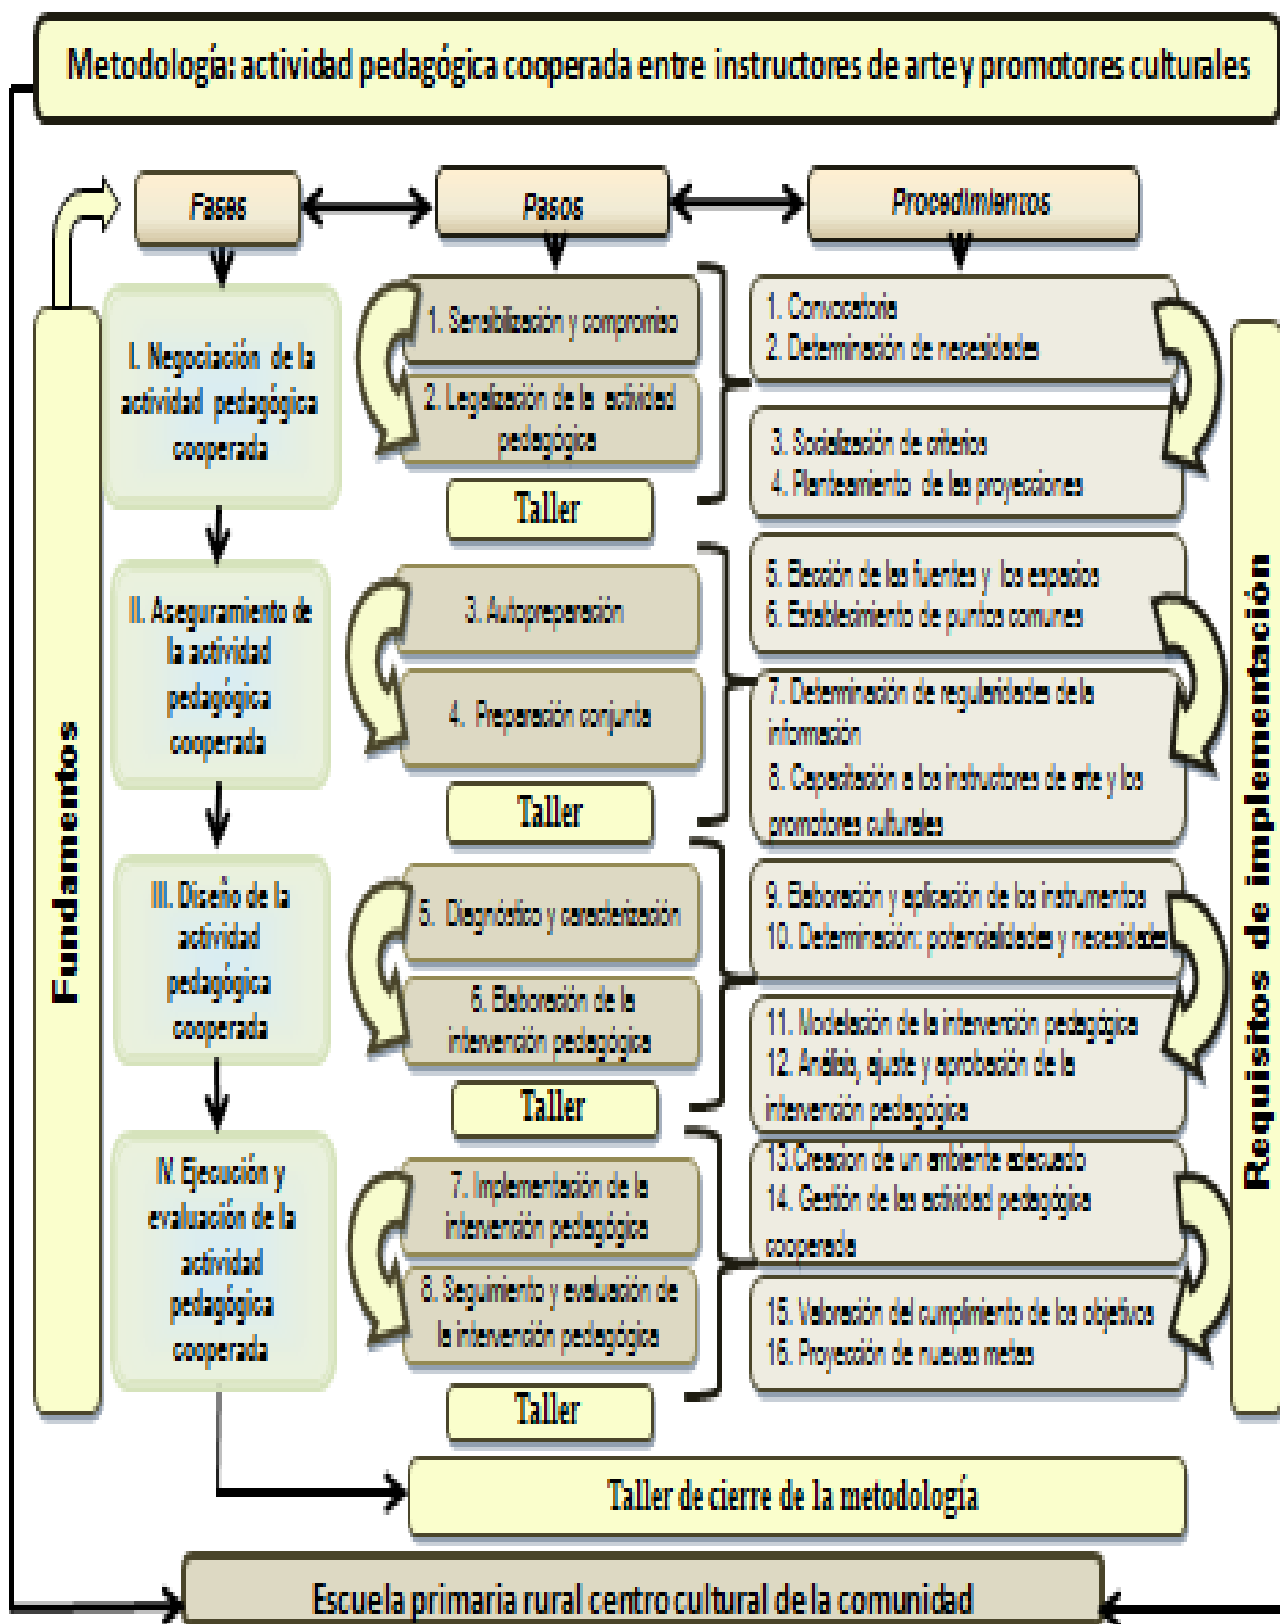 Metodología: actividad pedagógica cooperada entre instructores de arte y promotores culturales
Fases
Pasos
Procedimienzos
Fundamentos
I. Negociación de la
actividad pedagógica
cooperada
1. Sensibilización y compromiso
2. Legalización de la actividad
pedagógica
Taller
1. Convocatoria
2. Determinación de necesidades
3. Socialización de criterios
4. Planteamiento de las proyecciones
II. Aseguramiento de
la actividad
pedagógica
cooperada
3. Autopreparación
4. Preparación conjunta
Taller
5. Elección de las fuentes y los espacios
6. Establecimiento de puntos comunes
7. Determinación de regularidades de la
información
8. Capacitación a los instructores de arte y los
promotores culturales
III. Diseño de la
actividad
pedagógica
cooperada
5. Diagnóstico y caracterización
6. Elaboración de la
intervención pedagógica
Taller
9. Elaboración y aplicación de los instrumentos
10. Determinación: potencialidades y necesidades
11. Modelación de la intervención pedagógica
12. Análisis, ajuste y aprobación de la
intervención pedagógica
IV. Ejecución y
evaluación de la
actividad
pedagógica
cooperada
7. Implementación de la
intervención pedagógica
8. Seguimiento y evaluación de
la intervención pedagógica
Taller
13.Creación de un ambiente adecuado
14. Gestión de las actividad pedagógica
cooperada
15. Valoración del cumplimiento de los objetivos
16. Proyección de nuevas metas
Requisitos de implementación
Taller de cierre de la metodología
Escuela primaria rural centro cultural de la comunidad